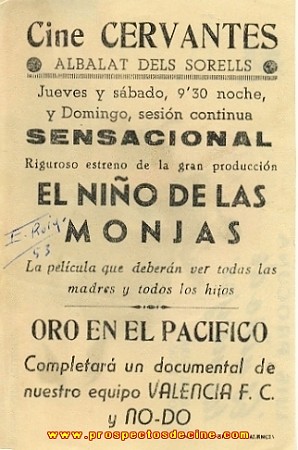 Cine CERVANTES
ALBALAT DELS SORELLS
Jueves y sábado, 9'30 noche,
y Domingo, sesión continua
SENSACIONAL
Riguroso estreno de la gran producción
EL NIÑO DE LAS
MONJAS
E. Roig
53
La película que deberán ver todas las
madres y todos los hijos
ORO EN EL PACIFICO
Completará un documental de
nuestro equipo VALENCIA F. C.
y NO-DO
www.prospectosdecine.com